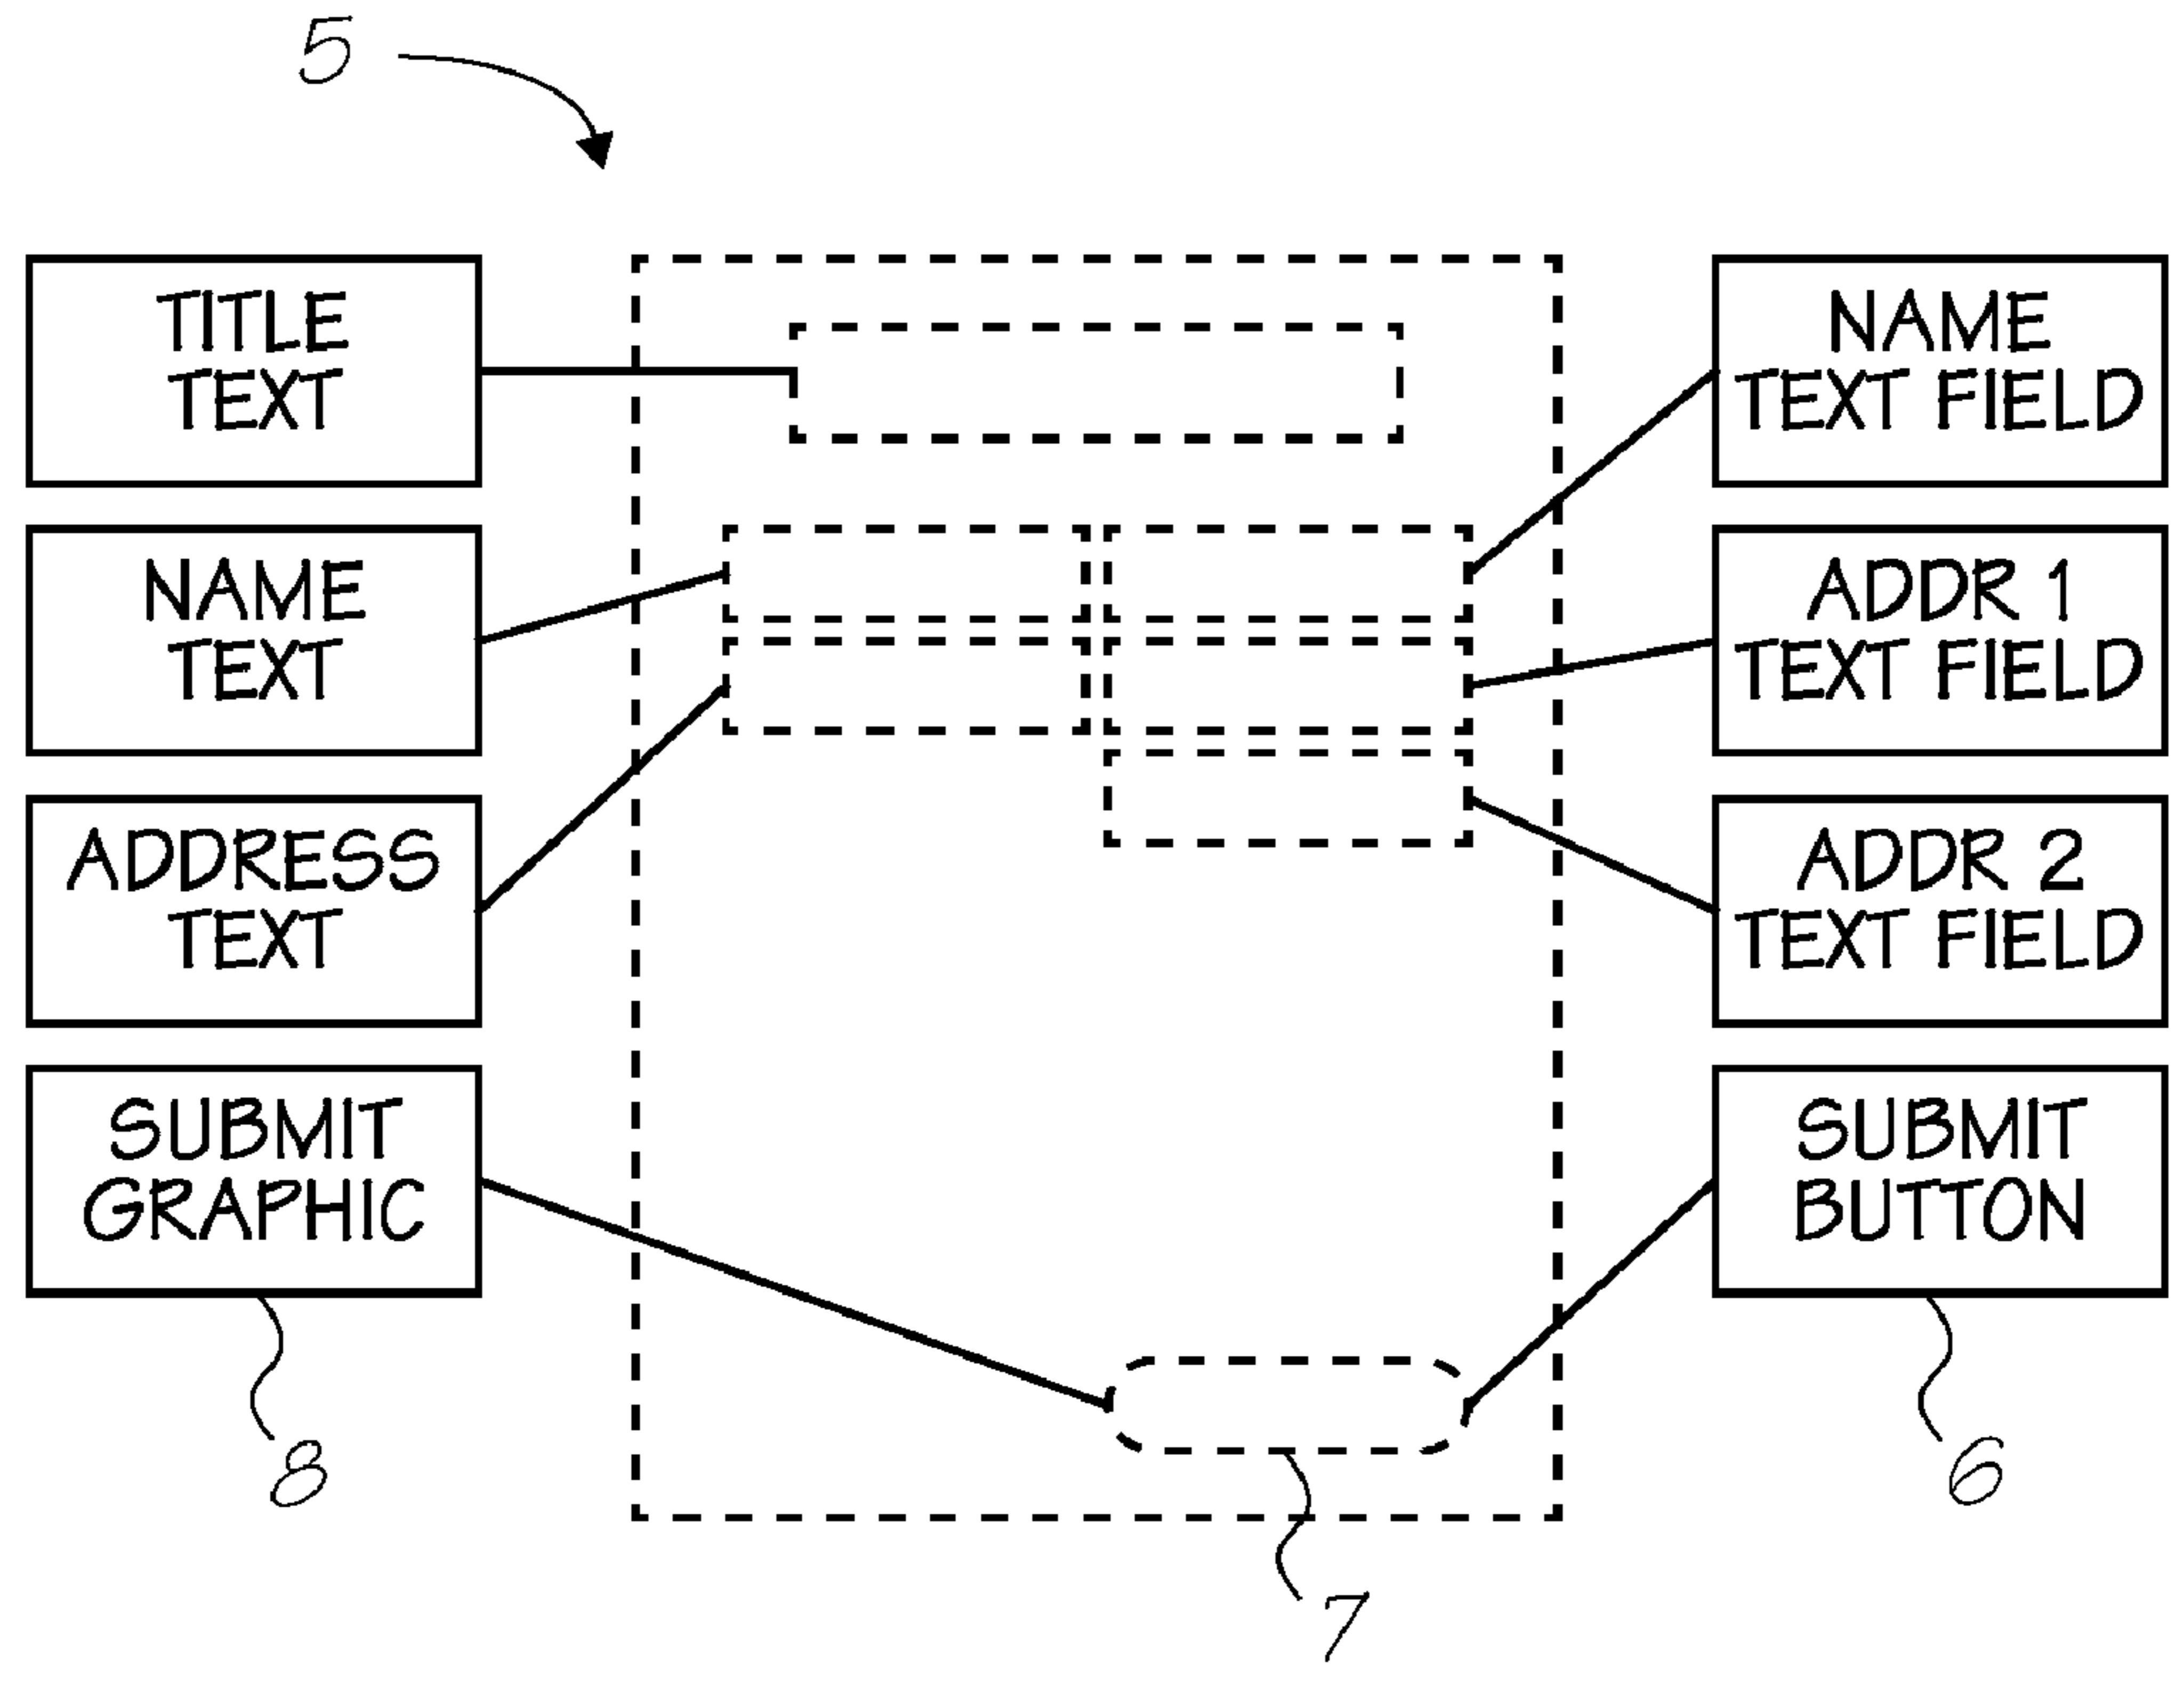 5
TITLE
TEXT
NAME
TEXT
ADDRESS
TEXT
SUBMIT
GRAPHIC
8
NAME
TEXT FIELD
ADDR 1
TEXT FIELD
ADDR 2
TEXT FIELD
SUBMIT
BUTTON
6
7